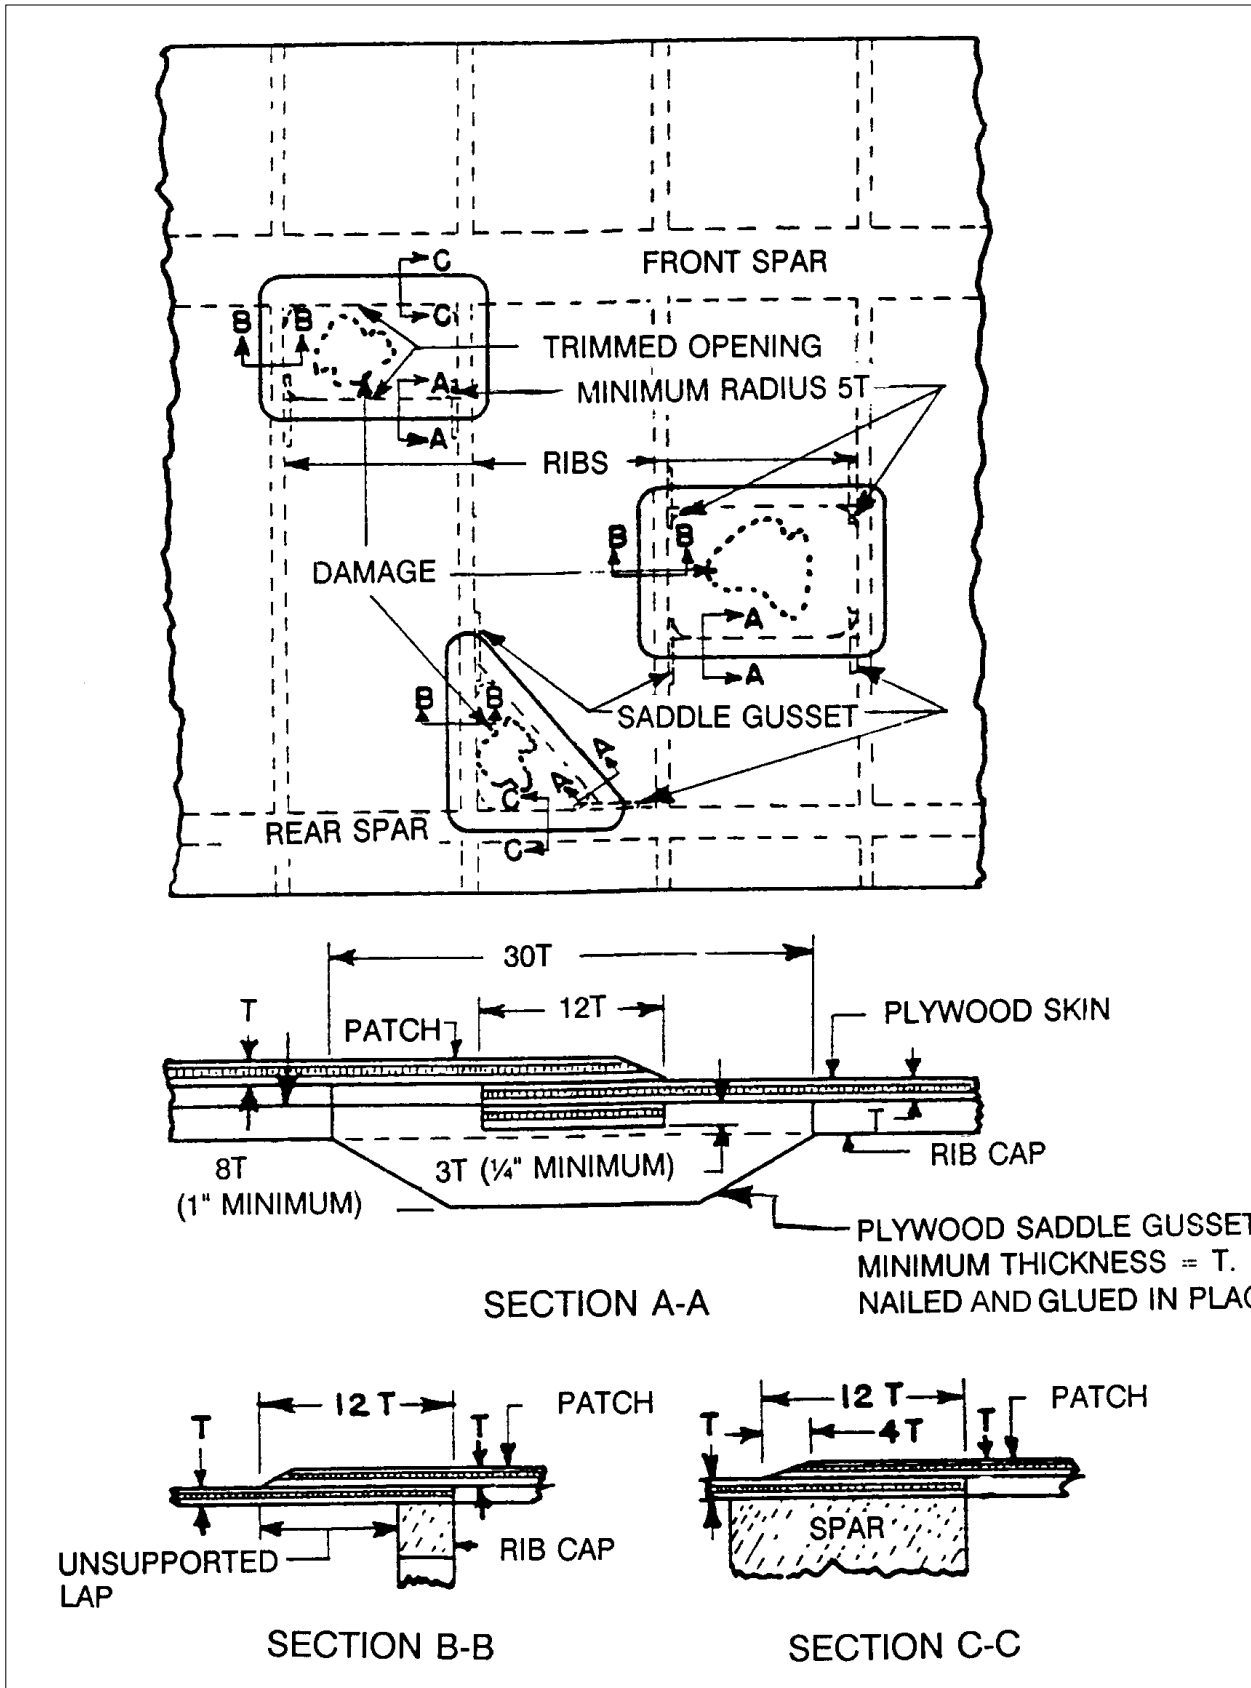 C
FRONT SPAR
C
B B
TRIMMED OPENING
A
MINIMUM RADIUS 5T
A
RIBS
B B
DAMAGE
A
A
B B
SADDLE GUSSET
A
A
C
REAR SPAR
C
30T
T
12T
PLYWOOD SKIN
PATCH
T
8T
(1" MINIMUM)
3T (¼" MINIMUM)
RIB CAP
PLYWOOD SADDLE GUSSET
MINIMUM THICKNESS = T.
NAILED AND GLUED IN PLAC
SECTION A-A
12 T
PATCH
T
T
UNSUPPORTED
LAP
RIB CAP
SECTION B-B
12 T
PATCH
T
4T
T
SPAR
SECTION C-C